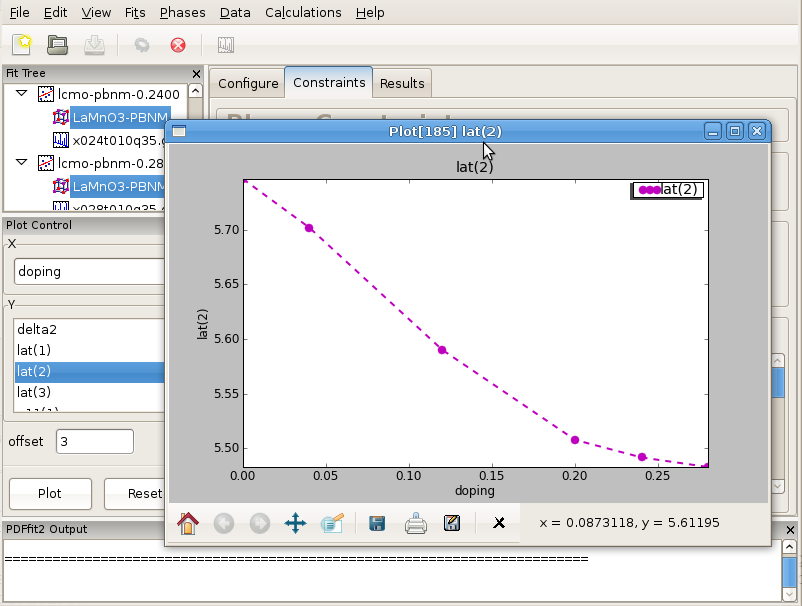 File Edit View Fits Phases Data Calculations Help
Fit Tree
Configure Constraints Results
lcmo-pbnm-0.2400
LaMnO3-PBNM
x024t010q35.g
lcmo-pbnm-0.28
LaMnO3-PBNM
x028t010q35.g
Plot Control
X
doping
Y
delta2
lat(1)
lat(2)
lat(3)
offset 3
Plot Reset
PDFfit2 Output
================================================================================
Plot[185] lat(2)
lat(2)
lat(2)
5.70
5.65
5.60
5.55
5.50
lat(2)
0.00 0.05 0.10 0.15 0.20 0.25
doping
x = 0.0873118, y = 5.61195